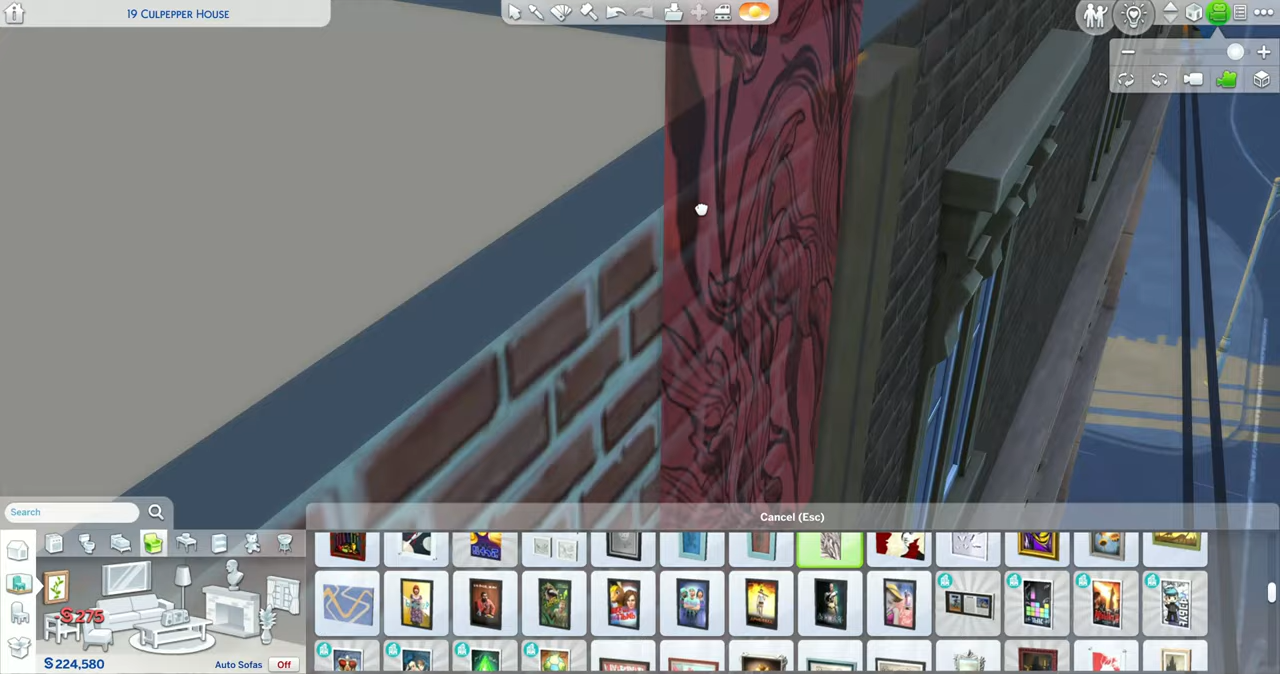 19 Culpepper House
Cancel (Esc)
Search
$275
$224,580
Auto Sofas
Off